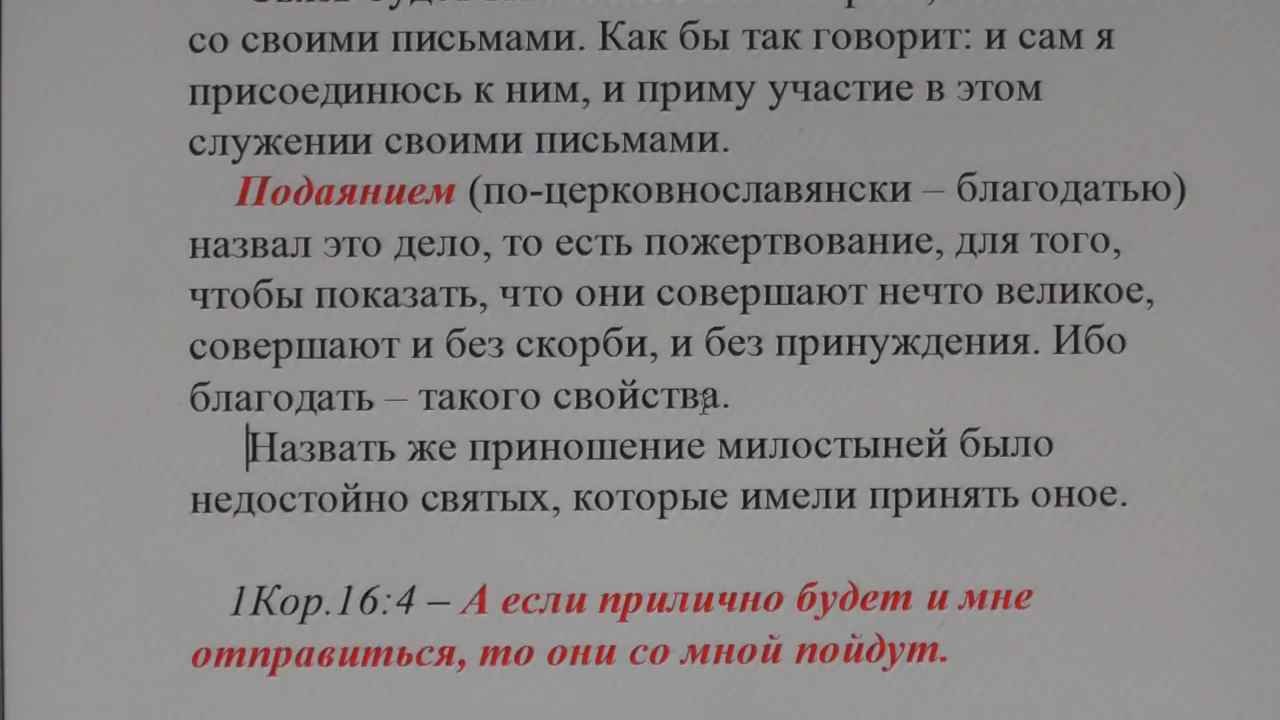 со своими письмами. Как бы так говорит: и сам я
присоединюсь к ним, и приму участие в этом
служении своими письмами.
Подаянием (по-церковнославянски – благодатью)
назвал это дело, то есть пожертвование, для того,
чтобы показать, что они совершают нечто великое,
совершают и без скорби, и без принуждения. Ибо
благодать – такого свойства.
Назвать же приношение милостыней было
недостойно святых, которые имели принять оное.
1Кор.16:4 – А если прилично будет и мне
отправиться, то они со мной пойдут.